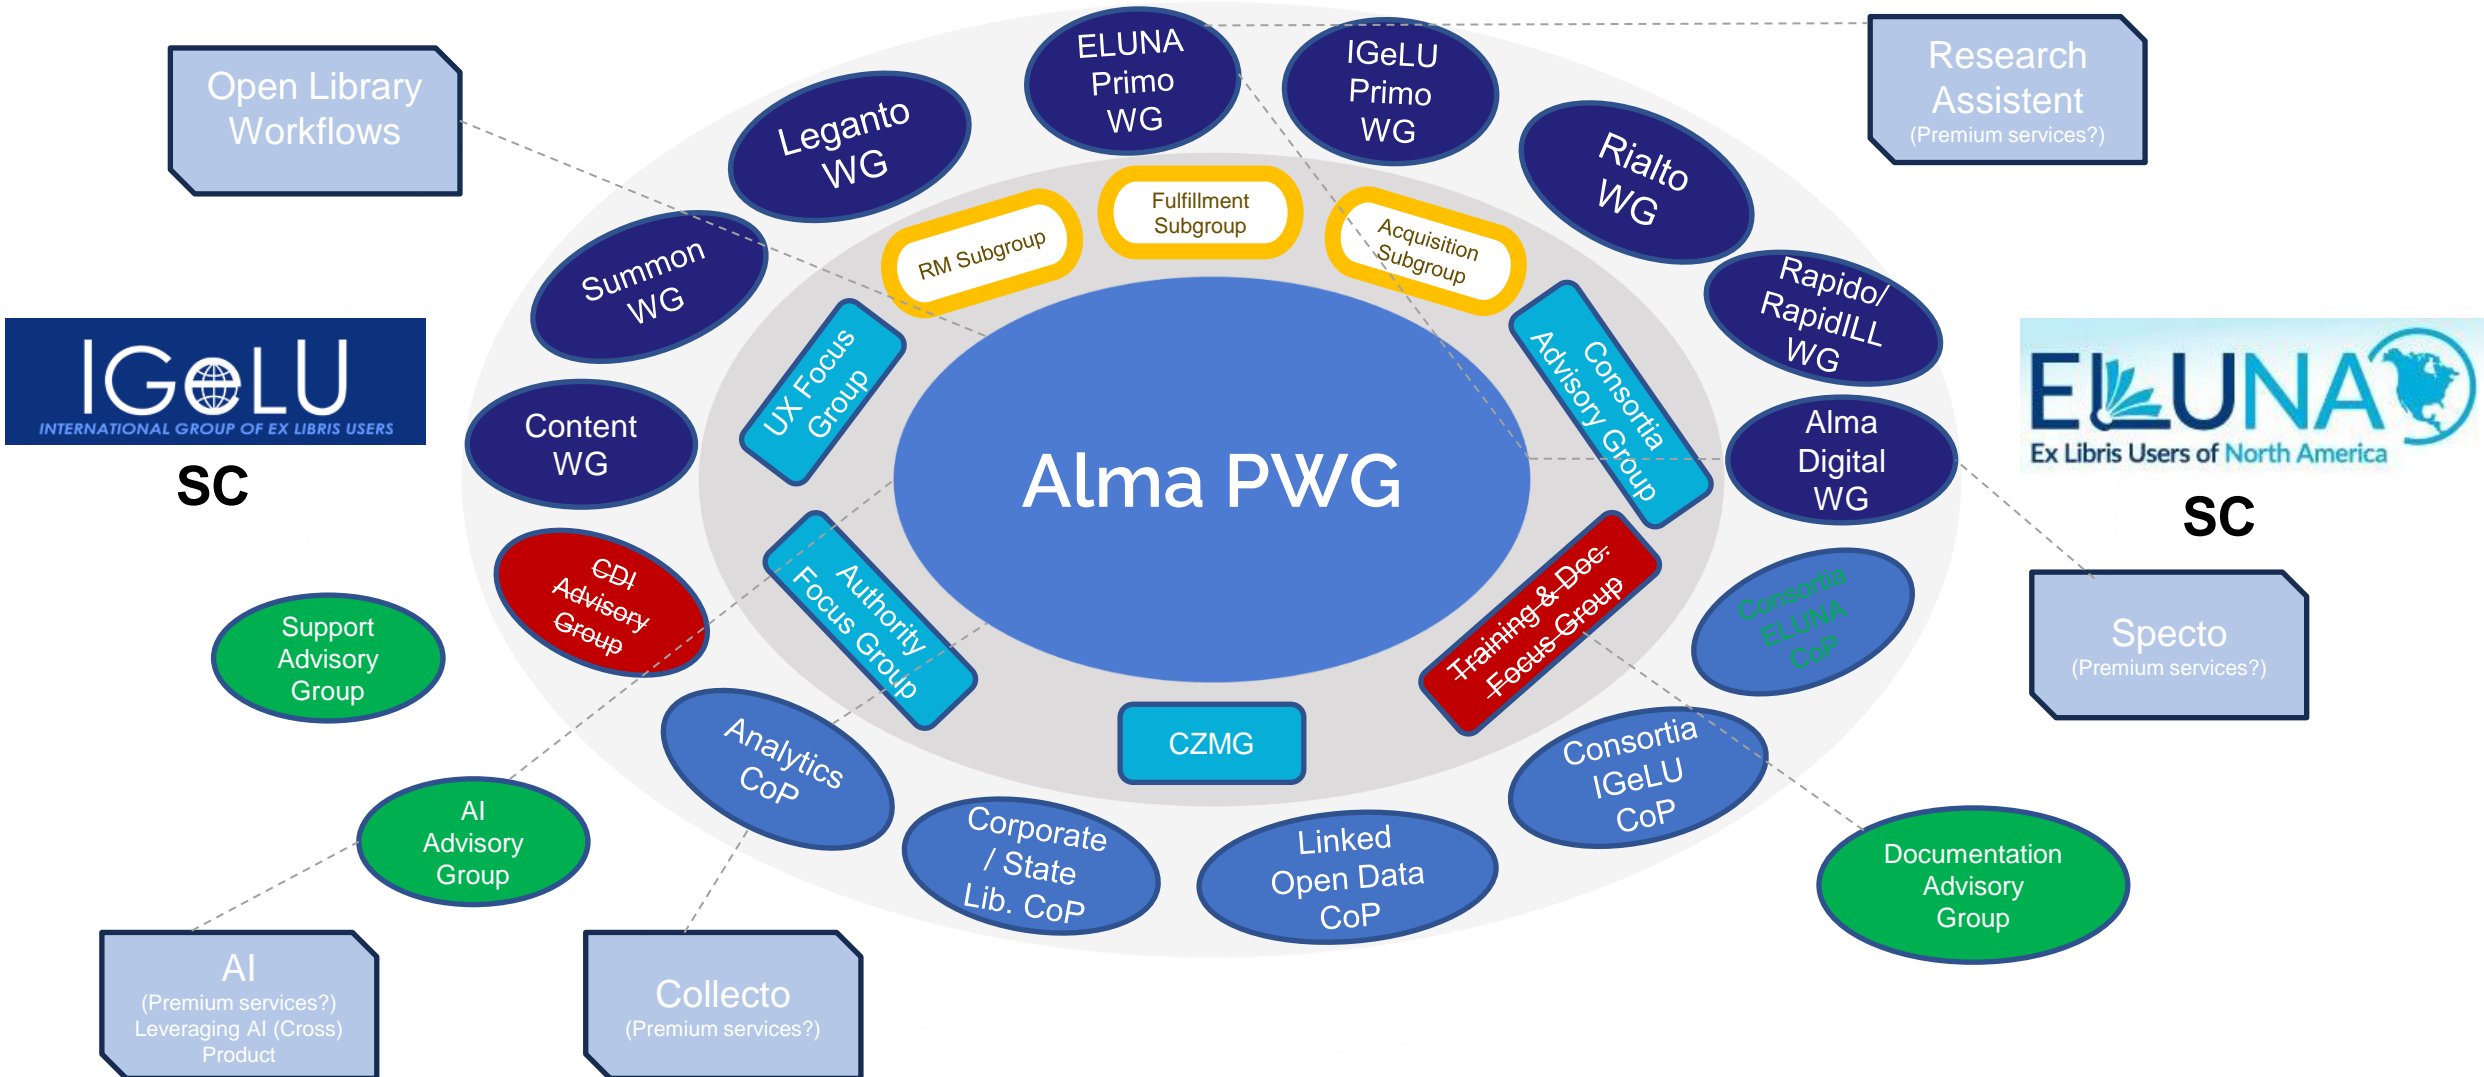 Open Library
Workflows
ELUNA
Primo
WG
IGeLU
Primo
WG
Research
Assistent
(Premium services?)
Leganto
WG
Rialto
WG
Summon
WG
RM Subgroup
Fulfillment
Subgroup
Acquisition
Subgroup
Rapido/
RapidILL
WG
IGeLU
INTERNATIONAL GROUP OF EX LIBRIS USERS
SC
UX Focus
Group
Consortia
Advisory Group
ELUNA
Ex Libris Users of North America
SC
Content
WG
Alma PWG
Alma
Digital
WG
CDI
Advisory
Group
Authority
Focus Group
Training & Doc.
Focus Group
Consortia
ELUNA
CoP
Support
Advisory
Group
Specto
(Premium services?)
Analytics
CoP
CZMG
Consortia
IGeLU
CoP
AI
Advisory
Group
Corporate
/ State
Lib. CoP
Linked
Open Data
CoP
Documentation
Advisory
Group
AI
(Premium services?)
Leveraging AI (Cross)
Product
Collecto
(Premium services?)